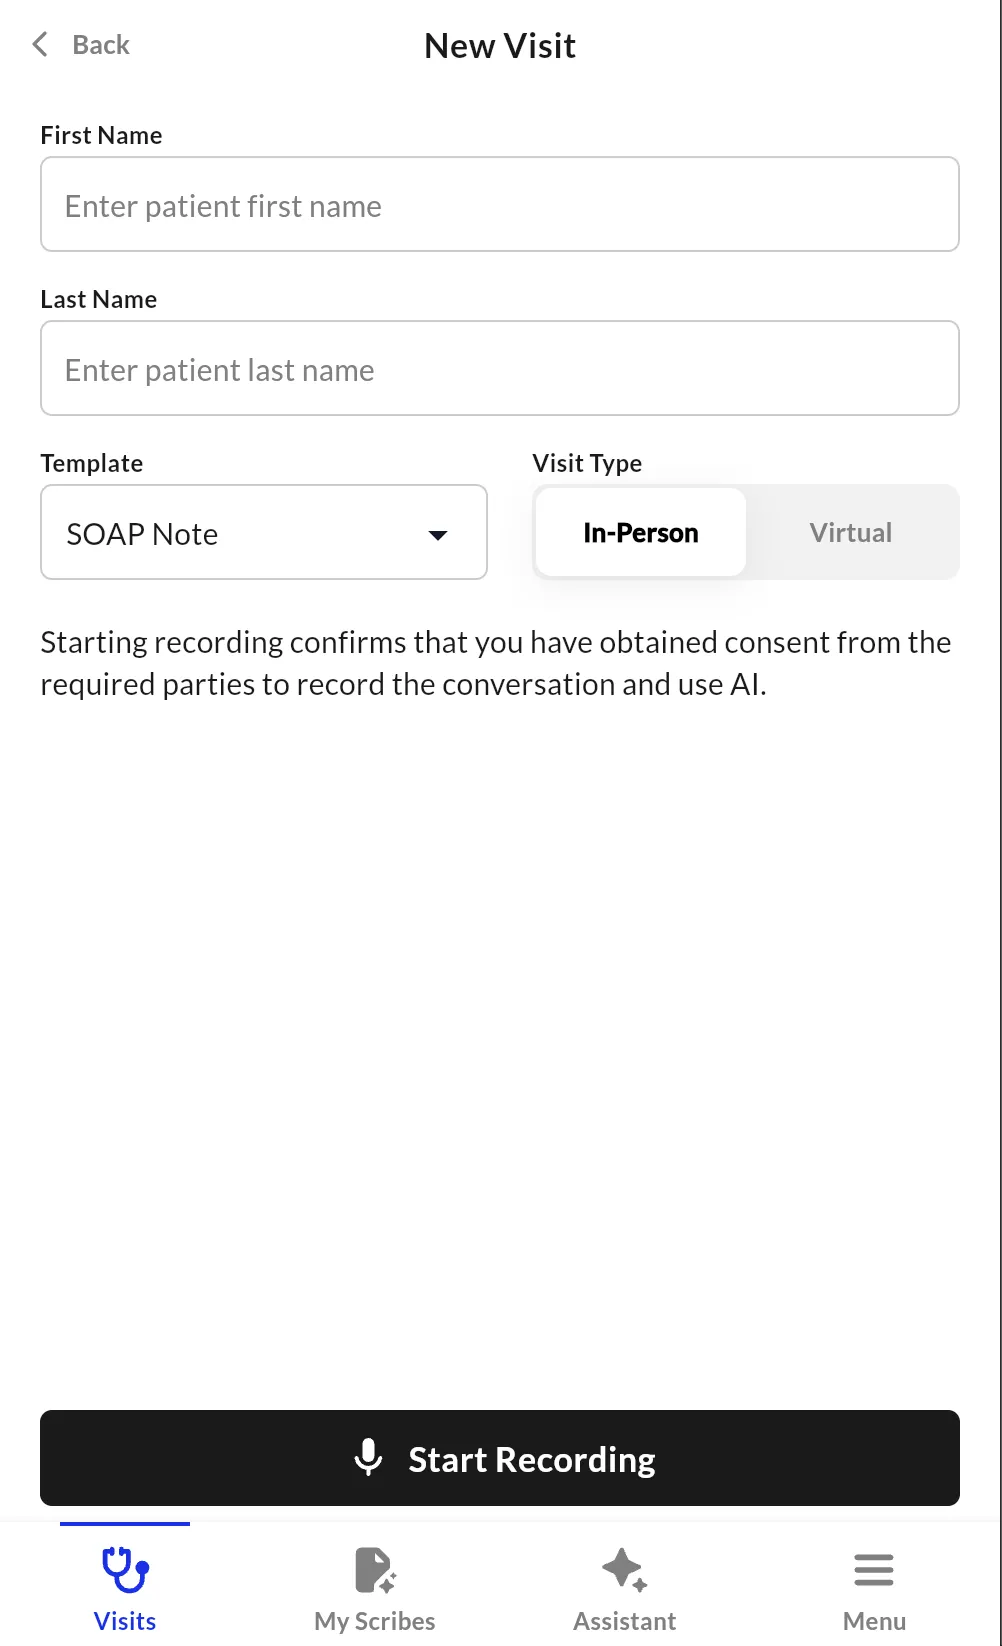 Back
New Visit
First Name
Enter patient first name
Last Name
Enter patient last name
Template
Visit Type
SOAP Note
In-Person
Virtual
Starting recording confirms that you have obtained consent from the
required parties to record the conversation and use AI.
Start Recording
Visits
My Scribes
Assistant
Menu